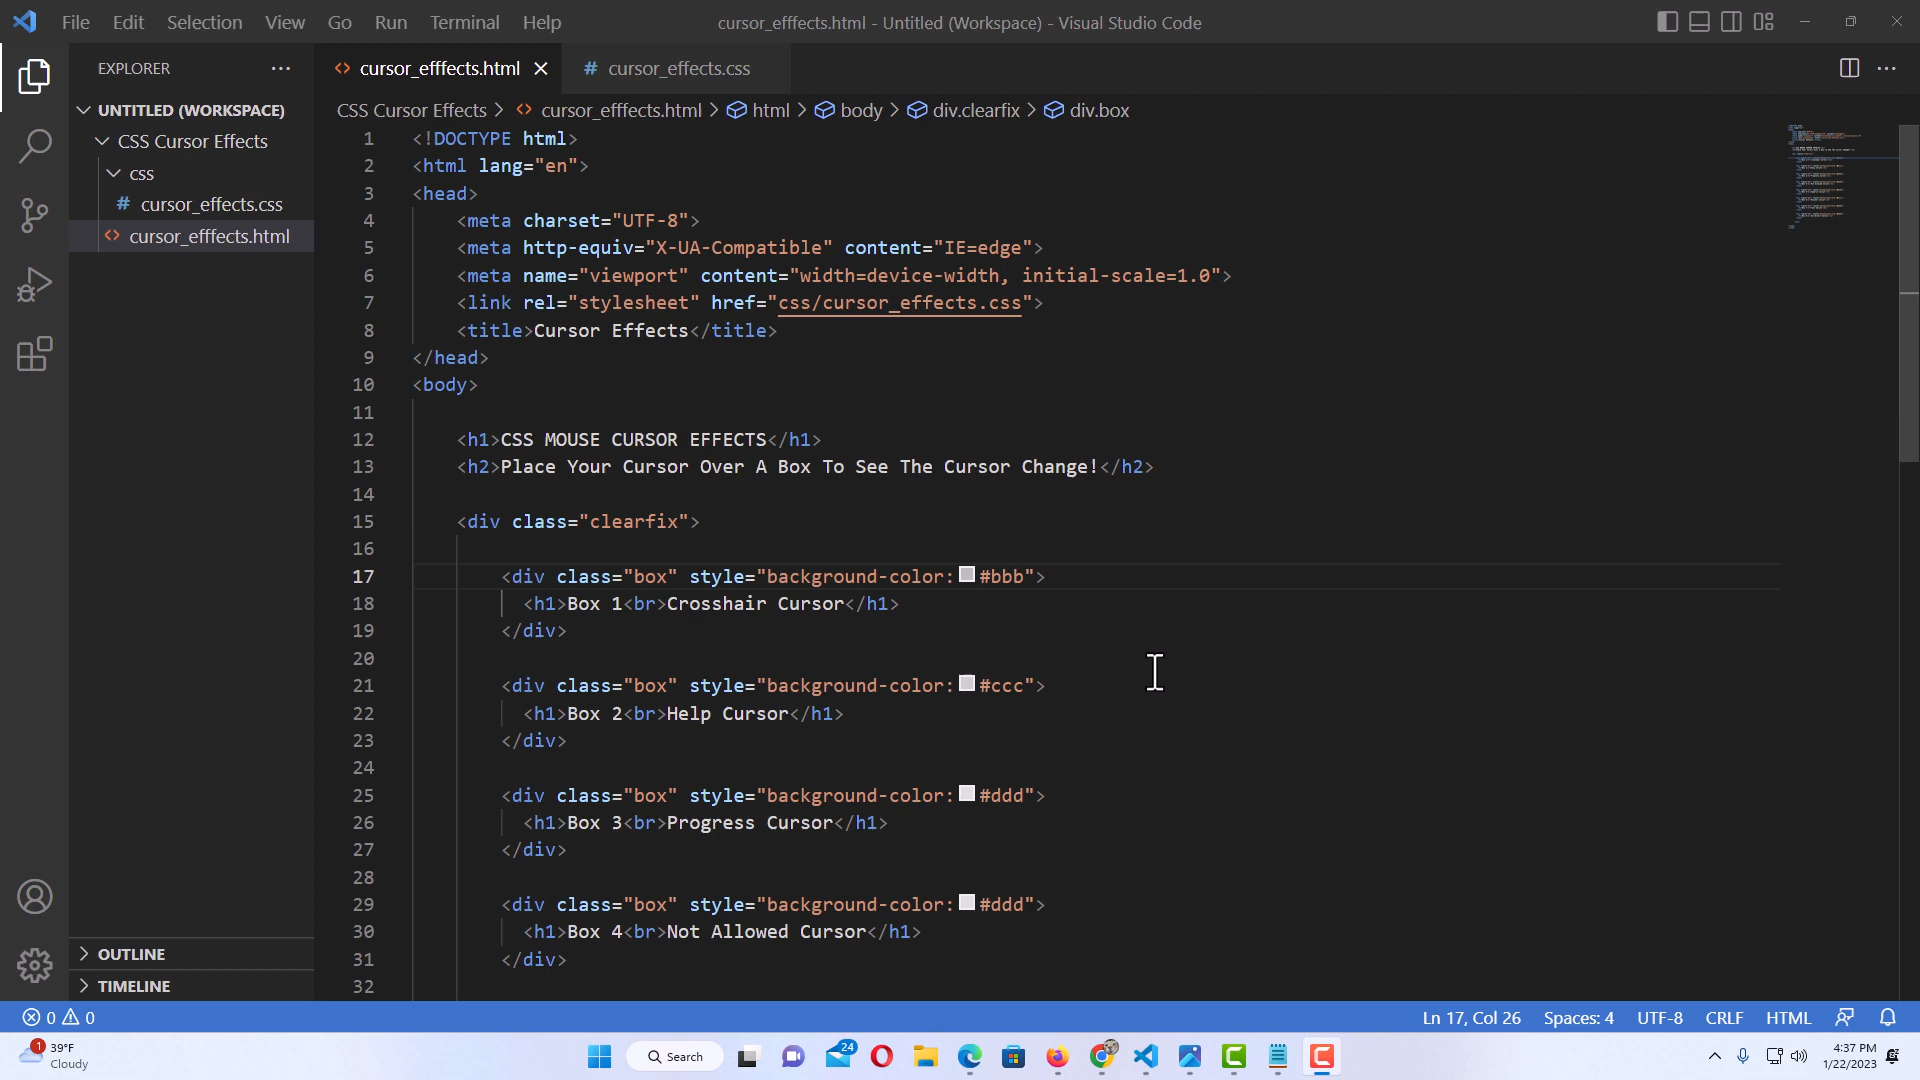 File Edit Selection View Go Run Terminal Help
cursor_efffects.html - Untitled (Workspace) - Visual Studio Code
EXPLORER
UNTITLED (WORKSPACE)
CSS Cursor Effects
css
# cursor_effects.css
<> cursor_efffects.html
OUTLINE
TIMELINE
<> cursor_efffects.html
# cursor_effects.css
CSS Cursor Effects > <> cursor_efffects.html > html > body > div.clearfix > div.box
1 <!DOCTYPE html>
2 <html lang="en">
3 <head>
4 <meta charset="UTF-8">
5 <meta http-equiv="X-UA-Compatible" content="IE=edge">
6 <meta name="viewport" content="width=device-width, initial-scale=1.0">
7 <link rel="stylesheet" href="css/cursor_effects.css">
8 <title>Cursor Effects</title>
9 </head>
10 <body>
11
12 <h1>CSS MOUSE CURSOR EFFECTS</h1>
13 <h2>Place Your Cursor Over A Box To See The Cursor Change!</h2>
14
15 <div class="clearfix">
16
17 <div class="box" style="background-color:#bbb">
18 <h1>Box 1<br>Crosshair Cursor</h1>
19 </div>
20
21 <div class="box" style="background-color:#ccc">
22 <h1>Box 2<br>Help Cursor</h1>
23 </div>
24
25 <div class="box" style="background-color:#ddd">
26 <h1>Box 3<br>Progress Cursor</h1>
27 </div>
28
29 <div class="box" style="background-color:#ddd">
30 <h1>Box 4<br>Not Allowed Cursor</h1>
31 </div>
32
0 0
Ln 17, Col 26 Spaces: 4 UTF-8 CRLF HTML
1
39°F
Cloudy
Search
24
4:37 PM
1/22/2023